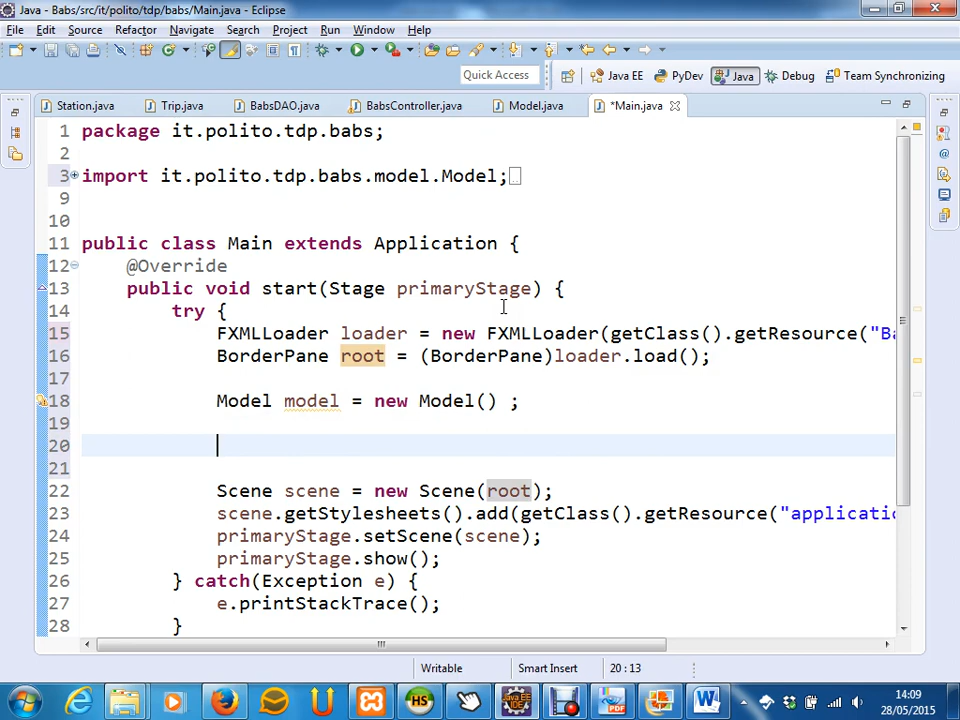 Java - Babs/src/it/polito/tdp/babs/Main.java - Eclipse
File Edit Source Refactor Navigate Search Project Run Window Help
Quick Access Java EE PyDev Java Debug Team Synchronizing
Station.java Trip.java BabsDAO.java BabsController.java Model.java *Main.java
1 package it.polito.tdp.babs;
2
3 import it.polito.tdp.babs.model.Model;
9
10
11 public class Main extends Application {
12 @Override
13 public void start(Stage primaryStage) {
14 try {
15 FXMLLoader loader = new FXMLLoader(getClass().getResource("Ba
16 BorderPane root = (BorderPane)loader.load();
17
18 Model model = new Model() ;
19
20
21
22 Scene scene = new Scene(root);
23 scene.getStylesheets().add(getClass().getResource("applicatio
24 primaryStage.setScene(scene);
25 primaryStage.show();
26 } catch(Exception e) {
27 e.printStackTrace();
28 }
Writable Smart Insert 20 : 13
14:09
28/05/2015